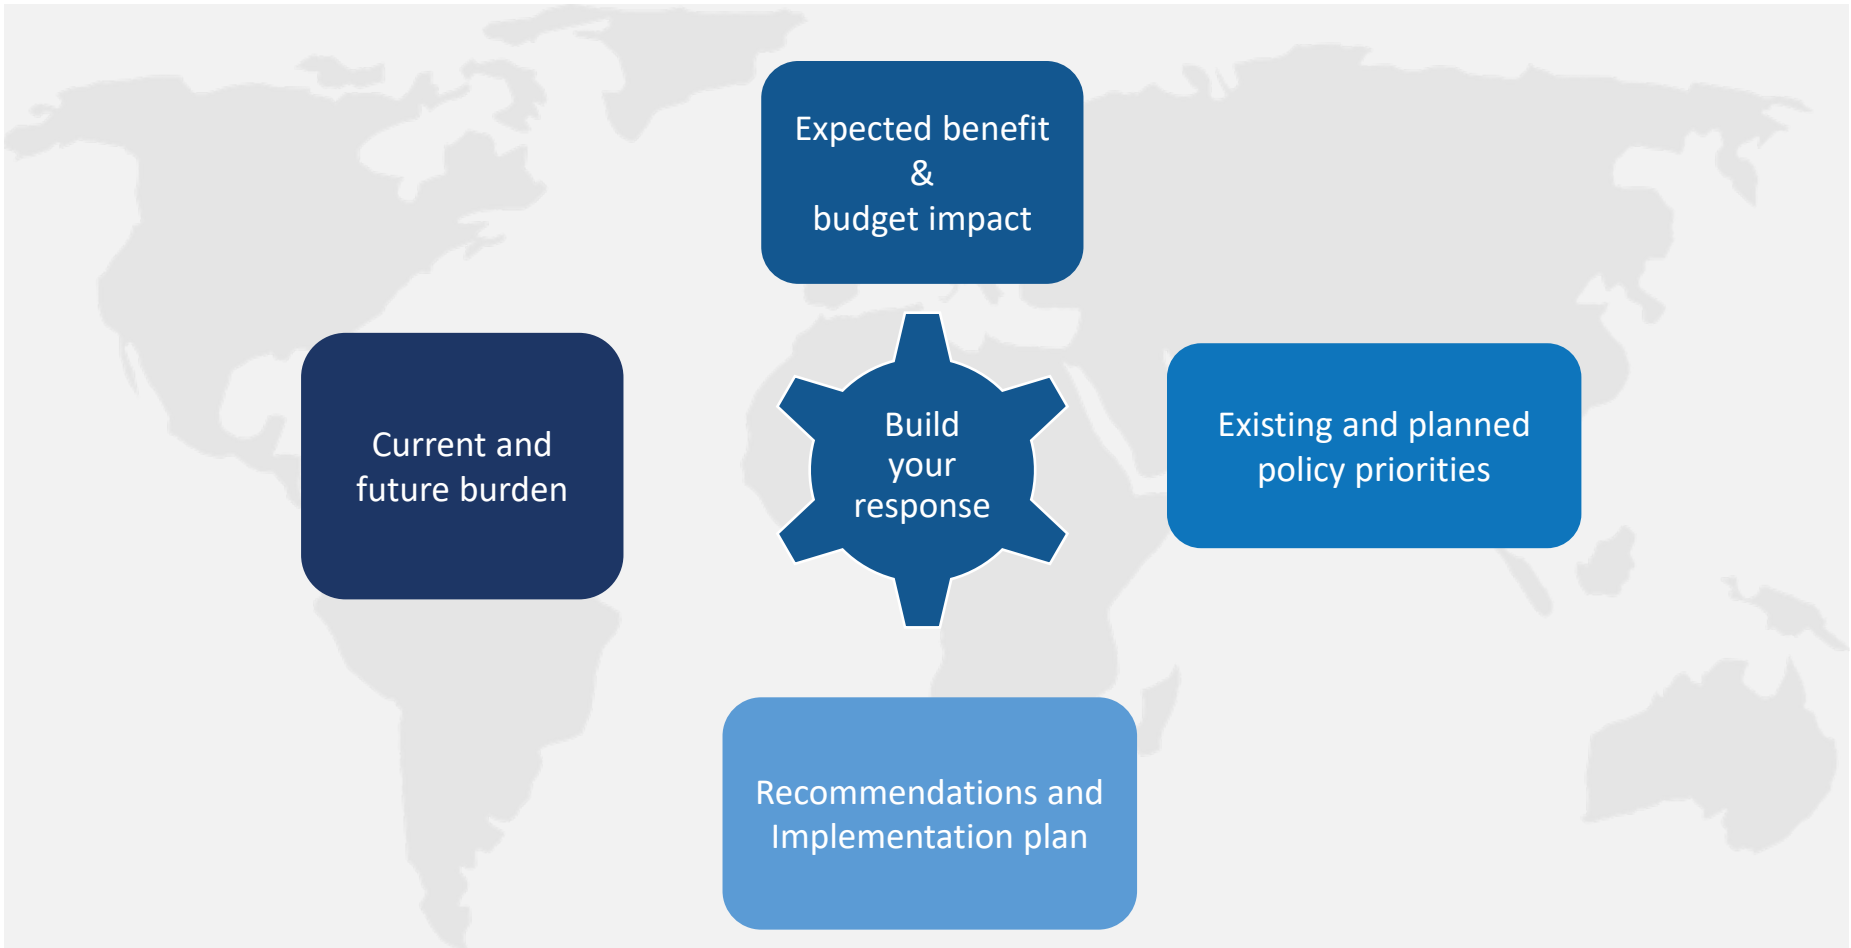 Expected benefit
&
budget impact
Current and
future burden
Build
your
response
Existing and planned
policy priorities
Recommendations and
Implementation plan